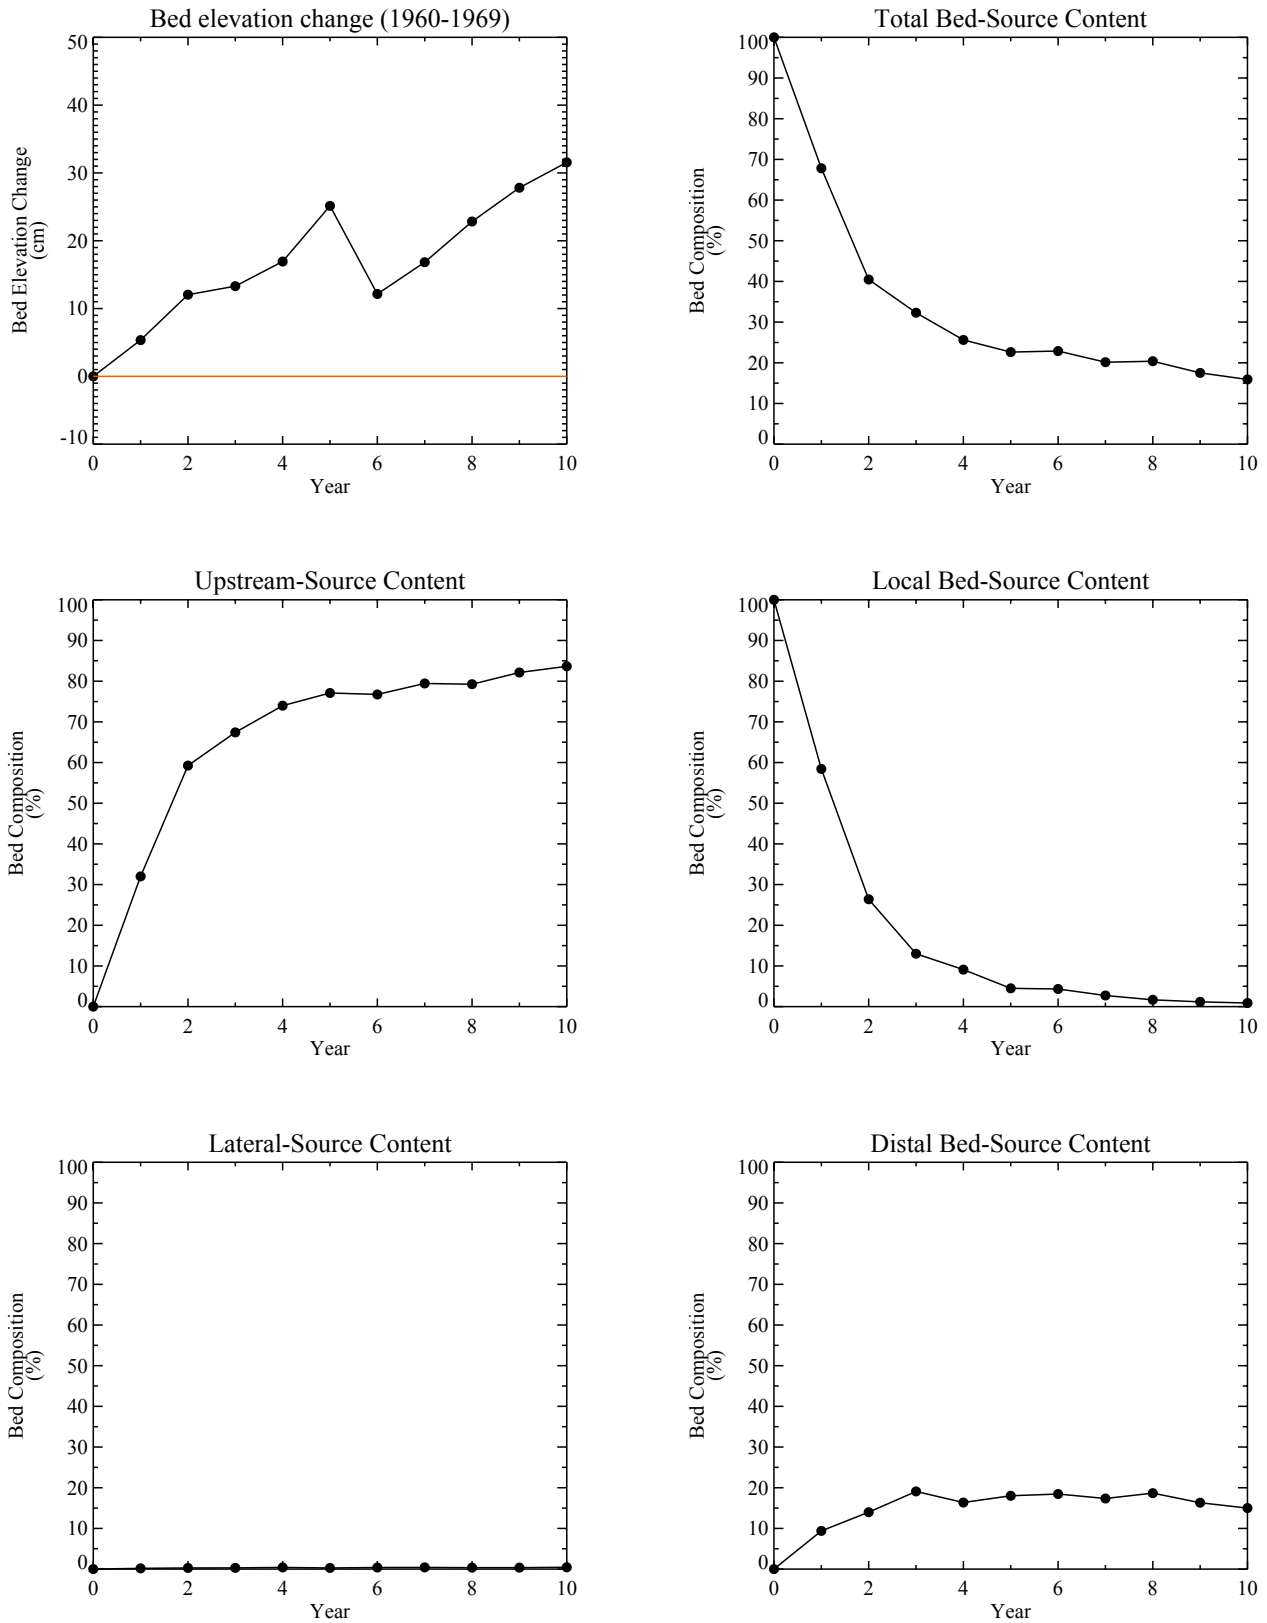 Bed elevation change (1960-1969)
50
40
30
20
10
0
-10
Bed Elevation Change
(cm)
0 2 4 6 8 10
Year
Total Bed-Source Content
100
90
80
70
60
50
40
30
20
10
0
Bed Composition
(%)
0 2 4 6 8 10
Year
Upstream-Source Content
100
90
80
70
60
50
40
30
20
10
0
Bed Composition
(%)
0 2 4 6 8 10
Year
Local Bed-Source Content
100
90
80
70
60
50
40
30
20
10
0
Bed Composition
(%)
0 2 4 6 8 10
Year
Lateral-Source Content
100
90
80
70
60
50
40
30
20
10
0
Bed Composition
(%)
0 2 4 6 8 10
Year
Distal Bed-Source Content
100
90
80
70
60
50
40
30
20
10
0
Bed Composition
(%)
0 2 4 6 8 10
Year